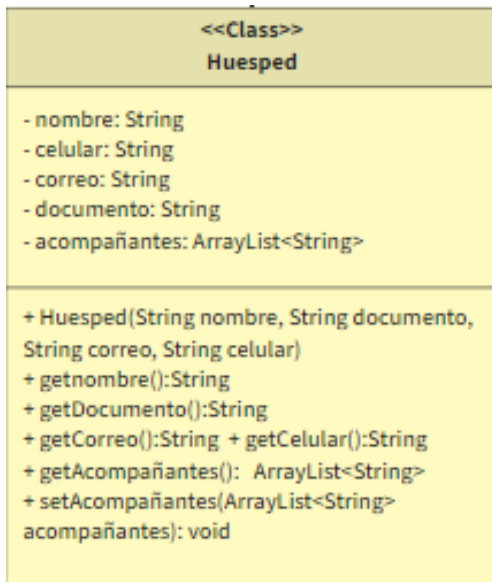 <<Class>>
Huesped
- nombre: String
- celular: String
- correo: String
- documento: String
- acompañantes: ArrayList<String>
+ Huesped(String nombre, String documento,
String correo, String celular)
+ getnombre():String
+ getDocumento():String
+ getCorreo():String + getCelular():String
+ getAcompañantes(): ArrayList<String>
+ setAcompañantes(ArrayList<String>
acompañantes): void